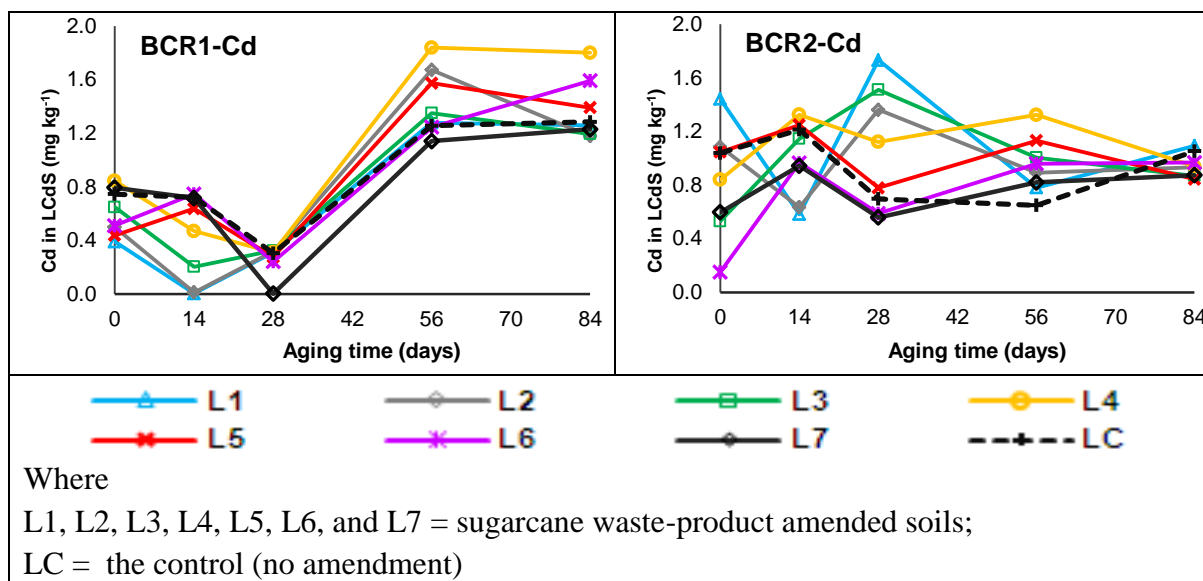 BCR1-Cd
Cd in LCdS (mg kg⁻¹)
2.0
1.6
1.2
0.8
0.4
0.0
0 14 28 42 56 70 84
Aging time (days)
BCR2-Cd
Cd in LCdS (mg kg⁻¹)
2.0
1.6
1.2
0.8
0.4
0.0
0 14 28 42 56 70 84
Aging time (days)
L1 L2 L3 L4
L5 L6 L7 LC
Where
L1, L2, L3, L4, L5, L6, and L7 = sugarcane waste-product amended soils;
LC = the control (no amendment)